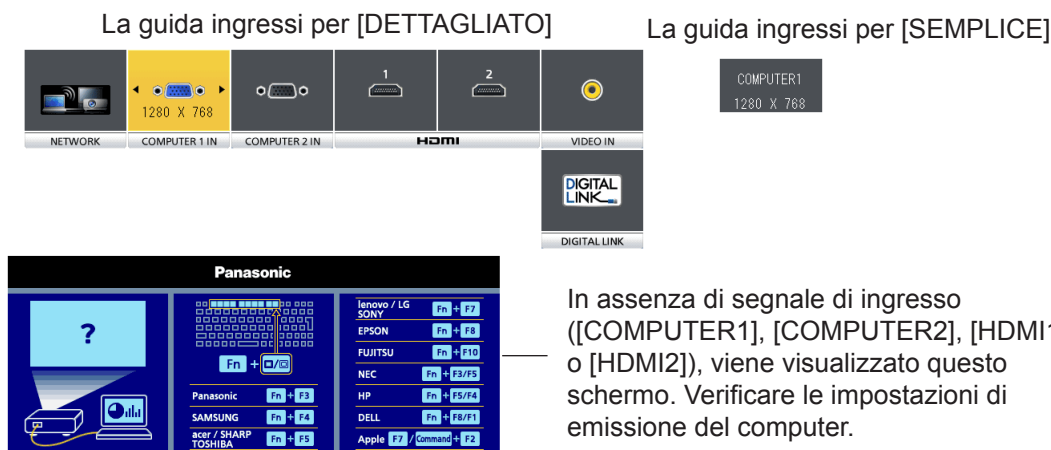 La guida ingressi per [DETTAGLIATO]
La guida ingressi per [SEMPLICE]
1
2
1280 X 768
NETWORK
COMPUTER 1 IN
COMPUTER 2 IN
HDMI
VIDEO IN
COMPUTER1
1280 X 768
DIGITAL
LINK
DIGITAL LINK
Panasonic
?
Fn + /
Panasonic Fn + F3
SAMSUNG Fn + F4
acer / SHARP
TOSHIBA Fn + F5
lenovo / LG
SONY Fn + F7
EPSON Fn + F8
FUJITSU Fn + F10
NEC Fn + F3/F5
HP Fn + F5/F4
DELL Fn + F8/F1
Apple F7 / Command + F2
In assenza di segnale di ingresso
([COMPUTER1], [COMPUTER2], [HDMI1
o [HDMI2]), viene visualizzato questo
schermo. Verificare le impostazioni di
emissione del computer.